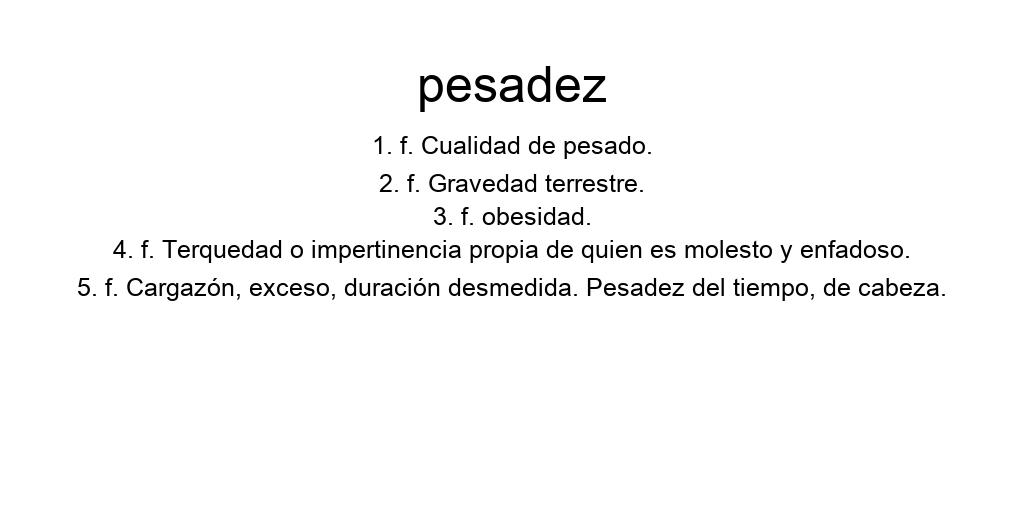 pesadez
1. f. Cualidad de pesado.
2. f. Gravedad terrestre.
3. f. obesidad.
4. f. Terquedad o impertinencia propia de quien es molesto y enfadoso.
5. f. Cargazón, exceso, duración desmedida. Pesadez del tiempo, de cabeza.